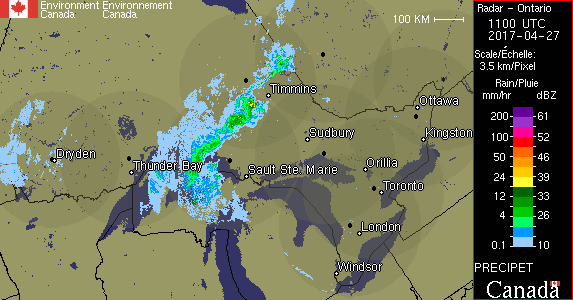 Environment Environnement
Canada Canada
100 KM
Timmins
Ottawa
Sudbury
Kingston
Dryden
Thunder Bay
Sault Ste. Marie
Orillia
Toronto
London
Windsor
Radar - Ontario
1100 UTC
2017-04-27
Scale/Échelle:
3.5 km/Pixel
Rain/Pluie
mm/hr dBZ
200 61
100 52
50 46
24 39
12 33
4 26
0.1 10
PRECIPET
Canada